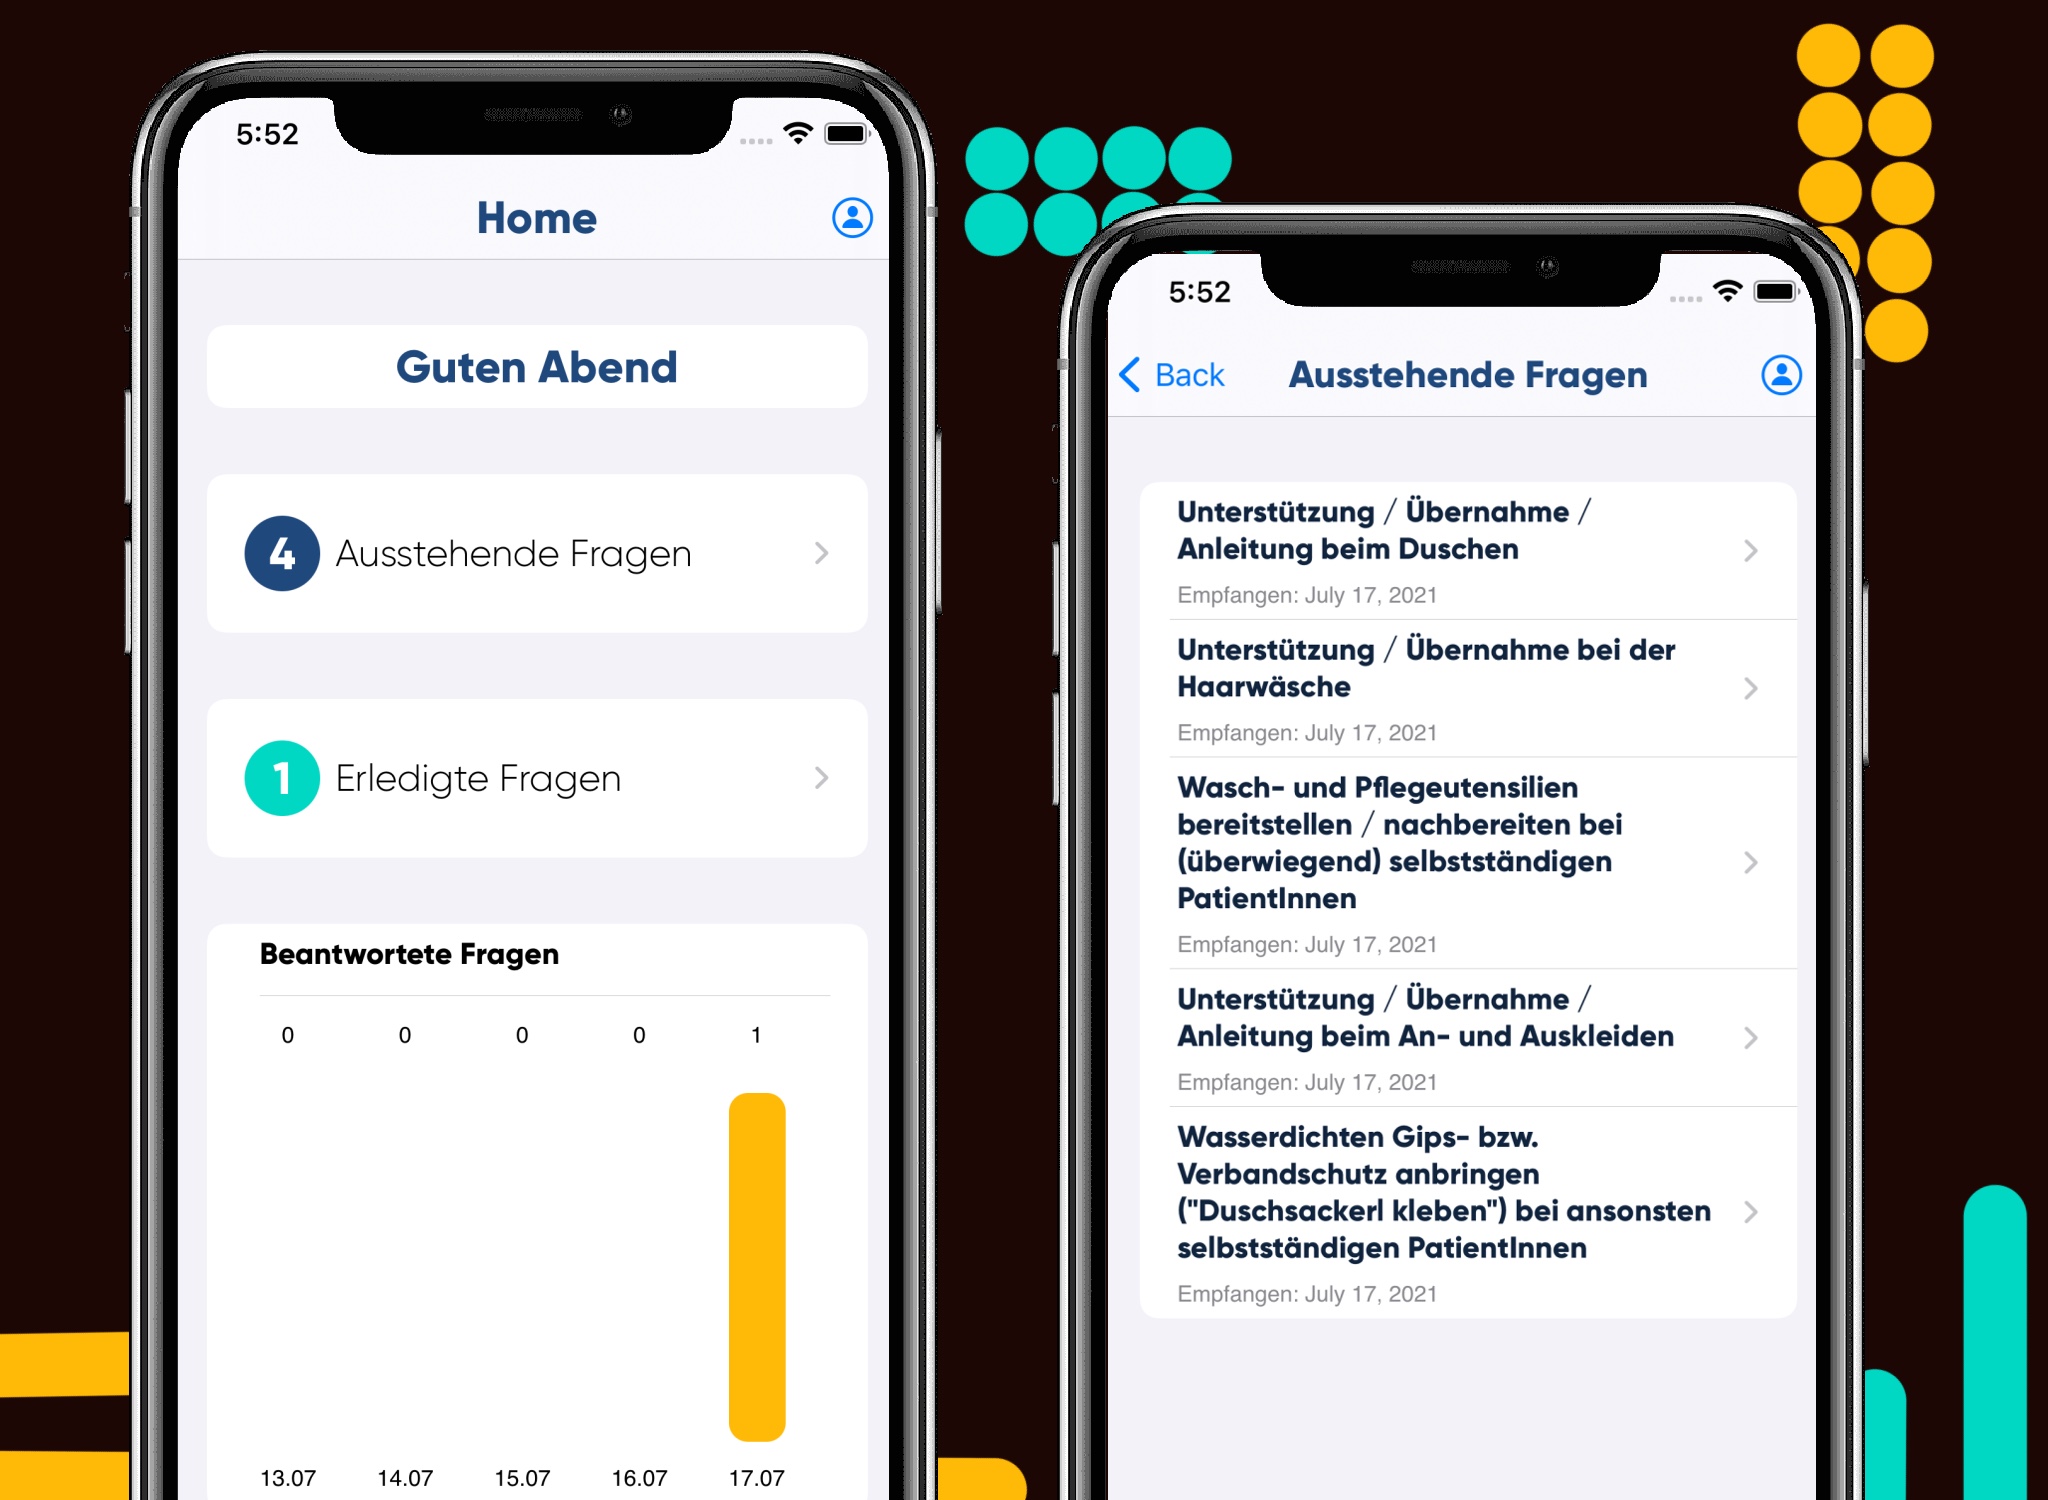 5:52
Home
Guten Abend
4 Ausstehende Fragen
1 Erledigte Fragen
Beantwortete Fragen
0 0 0 0 1
13.07 14.07 15.07 16.07 17.07
5:52
Back Ausstehende Fragen
Unterstützung / Übernahme /
Anleitung beim Duschen
Empfangen: July 17, 2021
Unterstützung / Übernahme bei der
Haarwäsche
Empfangen: July 17, 2021
Wasch- und Pflegeutensilien
bereitstellen / nachbereiten bei
(überwiegend) selbstständigen
PatientInnen
Empfangen: July 17, 2021
Unterstützung / Übernahme /
Anleitung beim An- und Auskleiden
Empfangen: July 17, 2021
Wasserdichten Gips- bzw.
Verbandschutz anbringen
("Duschsackerl kleben") bei ansonsten
selbstständigen PatientInnen
Empfangen: July 17, 2021